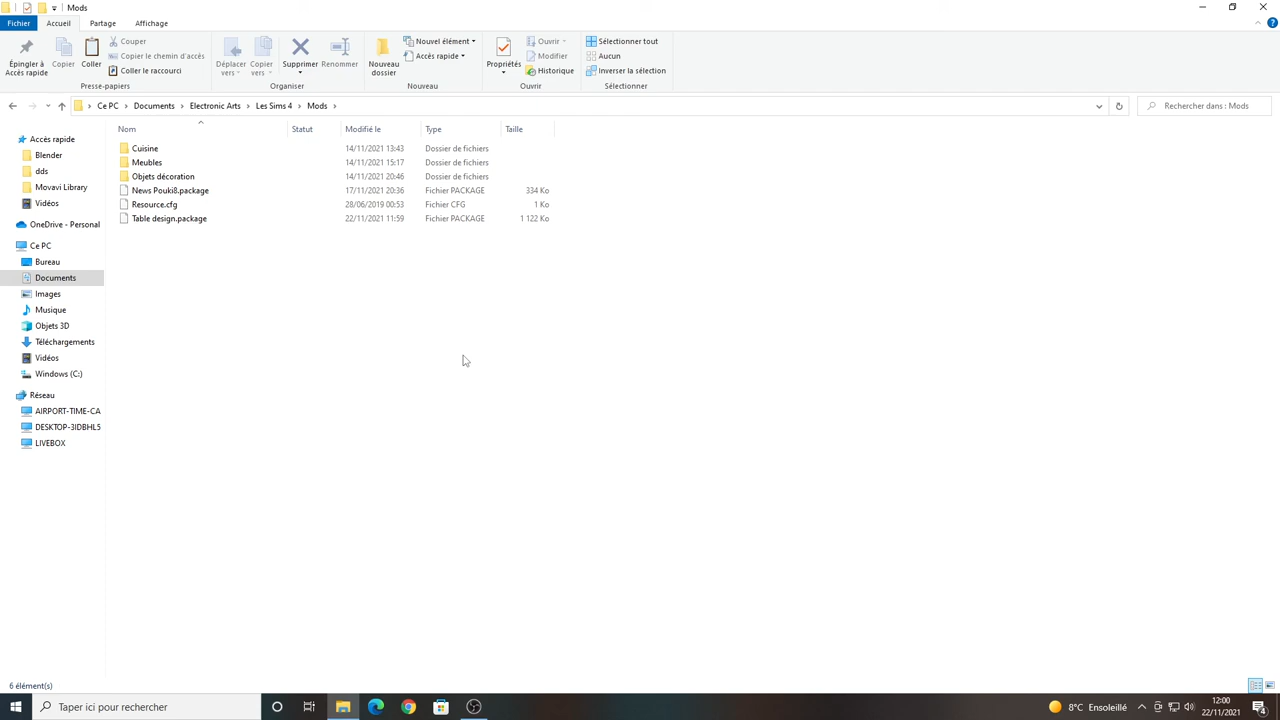 Mods
Fichier Accueil Partage Affichage
Épingler à Accès rapide
Copier
Coller
Couper
Copier le chemin d'accès
Coller le raccourci
Presse-papiers
Déplacer vers
Copier vers
Supprimer
Renommer
Organiser
Nouveau dossier
Nouvel élément
Accès rapide
Nouveau
Propriétés
Ouvrir
Modifier
Historique
Ouvrir
Sélectionner tout
Aucun
Inverser la sélection
Sélectionner
Ce PC > Documents > Electronic Arts > Les Sims 4 > Mods >
Rechercher dans : Mods
Nom Statut Modifié le Type Taille
Cuisine 14/11/2021 13:43 Dossier de fichiers
Meubles 14/11/2021 15:17 Dossier de fichiers
Objets décoration 14/11/2021 20:46 Dossier de fichiers
News Pouki8.package 17/11/2021 20:36 Fichier PACKAGE 334 Ko
Resource.cfg 28/06/2019 00:53 Fichier CFG 1 Ko
Table design.package 22/11/2021 11:59 Fichier PACKAGE 1 122 Ko
Accès rapide
Blender
dds
Movavi Library
Vidéos
OneDrive - Personal
Ce PC
Bureau
Documents
Images
Musique
Objets 3D
Téléchargements
Vidéos
Windows (C:)
Réseau
AIRPORT-TIME-CA
DESKTOP-3IDBHL5
LIVEBOX
6 élément(s)
Taper ici pour rechercher
8°C Ensoleillé
12:00
22/11/2021
4